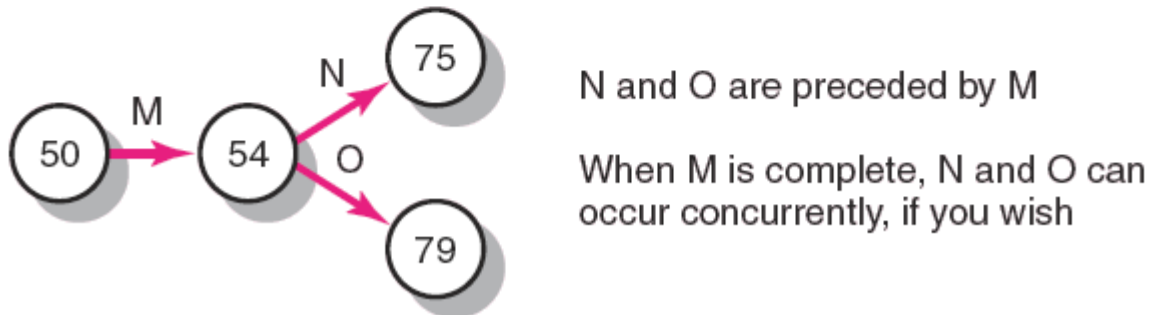 75
N
N and O are preceded by M
M
50
54
O
When M is complete, N and O can
occur concurrently, if you wish
79